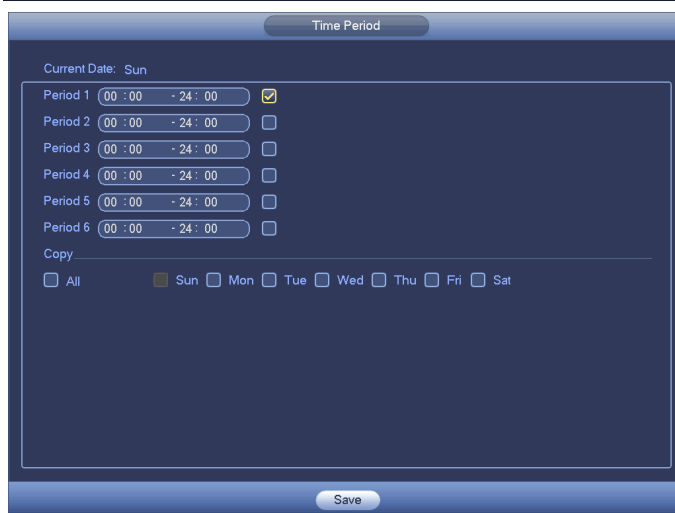 Time Period
Current Date: Sun
Period 1 00 :00 - 24 : 00
Period 2 00 :00 - 24 : 00
Period 3 00 :00 - 24 : 00
Period 4 00 :00 - 24 : 00
Period 5 00 :00 - 24 : 00
Period 6 00 :00 - 24 : 00
Copy
All Sun Mon Tue Wed Thu Fri Sat
Save